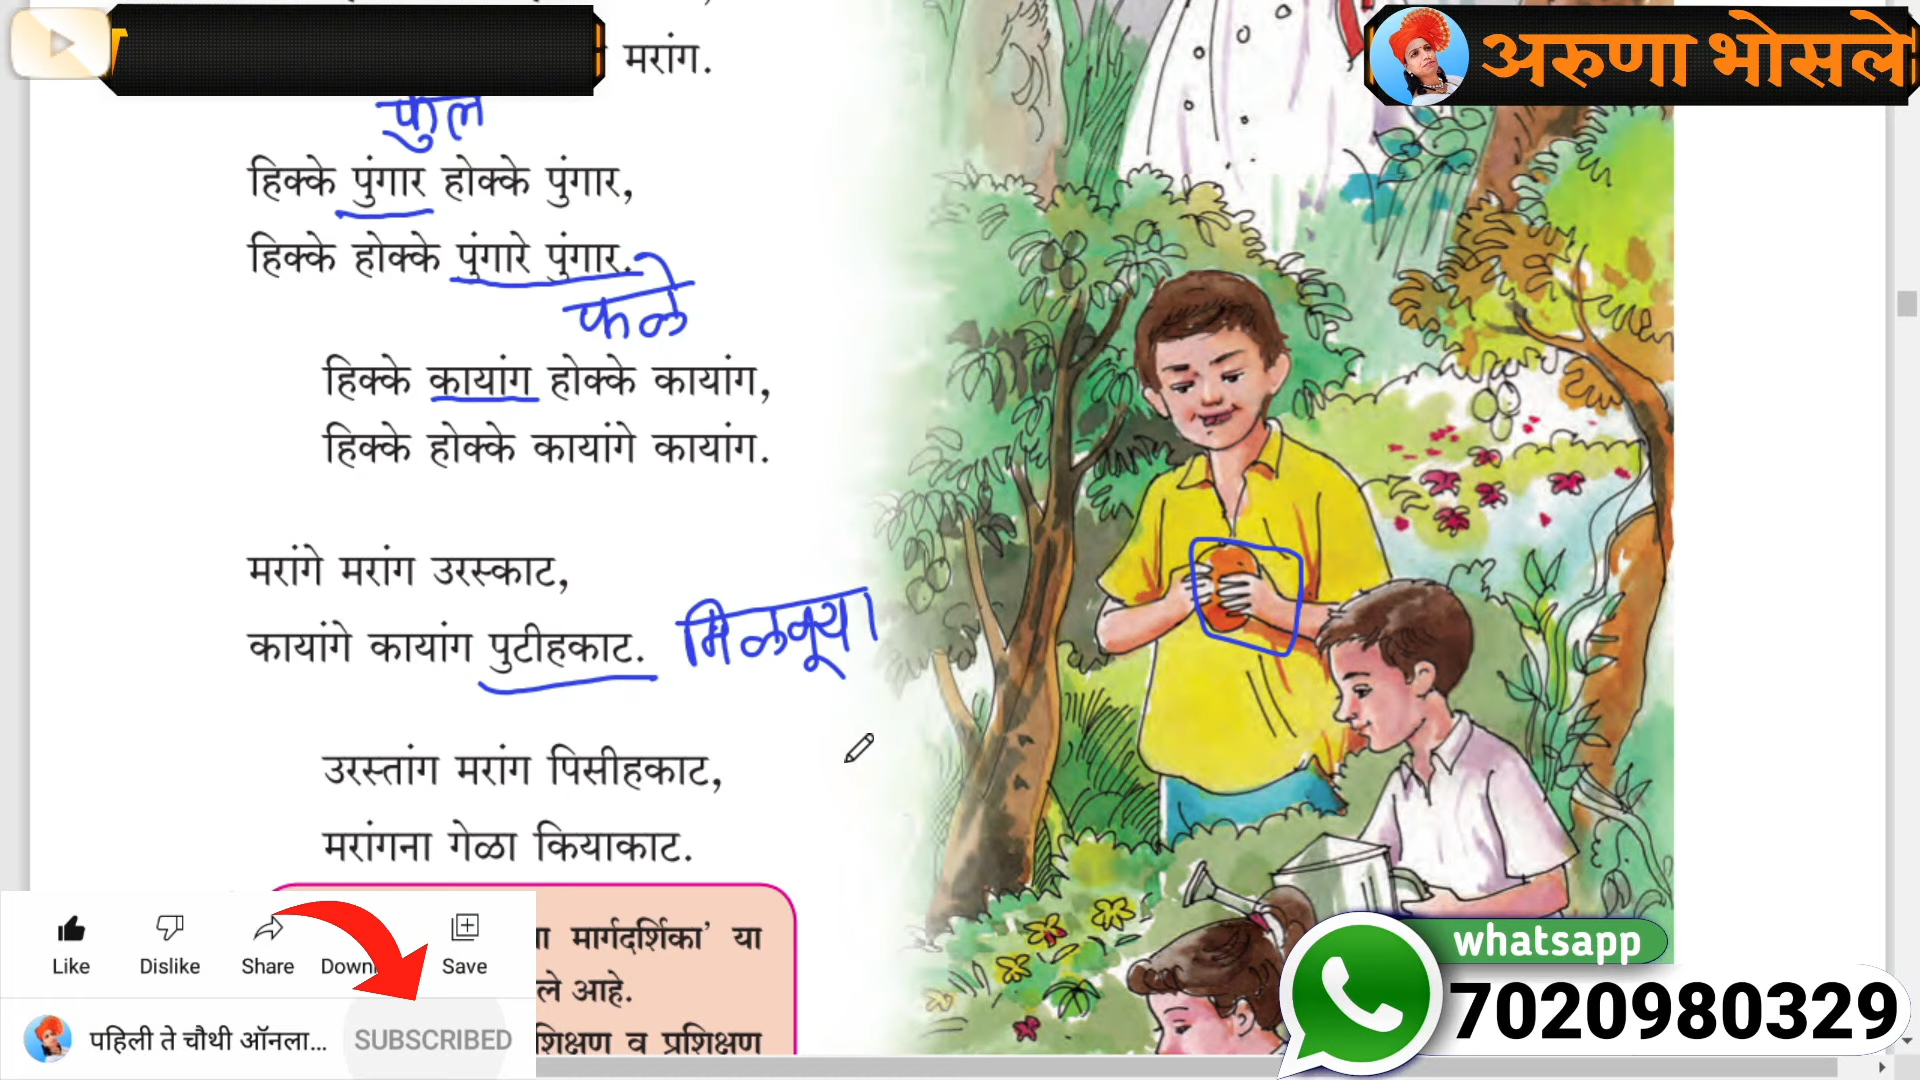 अरुणा भोसले
मरांग.
फुल
हिक्के पुंगार होक्के पुंगार,
हिक्के होक्के पुंगारे पुंगार.
फळे
हिक्के कायांग होक्के कायांग,
हिक्के होक्के कायांगे कायांग.
मरांगे मरांग उरस्काट,
कायांगे कायांग पुटीहकाट.
मिळवूया
उरस्तांग मरांग पिसीहकाट,
मरांगना गेळा कियाकाट.
मार्गदर्शिका’ या
आहे.
शिक्षण व प्रशिक्षण
Like Dislike Share Save
पहिली ते चौथी ऑनला... SUBSCRIBED
whatsapp
7020980329